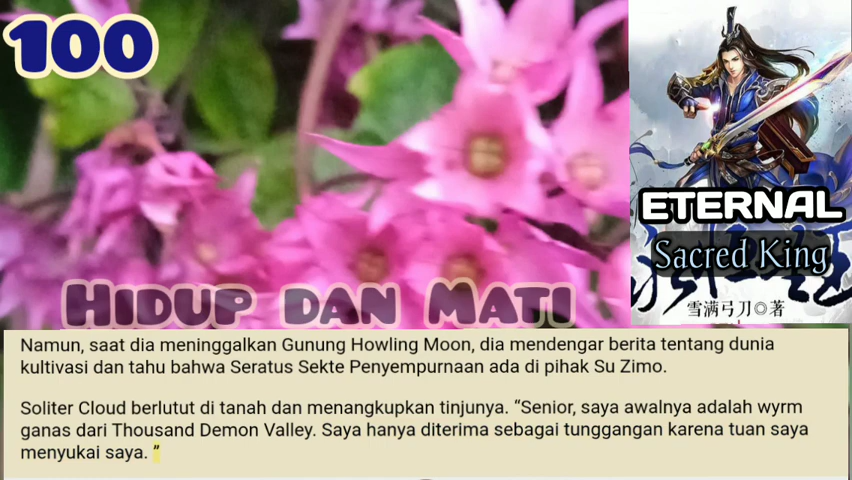 100
ETERNAL
Sacred King
雪满弓刀◎著
HIDUP DAN MATI
Namun, saat dia meninggalkan Gunung Howling Moon, dia mendengar berita tentang dunia
kultivasi dan tahu bahwa Seratus Sekte Penyempurnaan ada di pihak Su Zimo.
Soliter Cloud berlutut di tanah dan menangkupkan tinjunya. “Senior, saya awalnya adalah wyrm
ganas dari Thousand Demon Valley. Saya hanya diterima sebagai tunggangan karena tuan saya
menyukai saya. ”